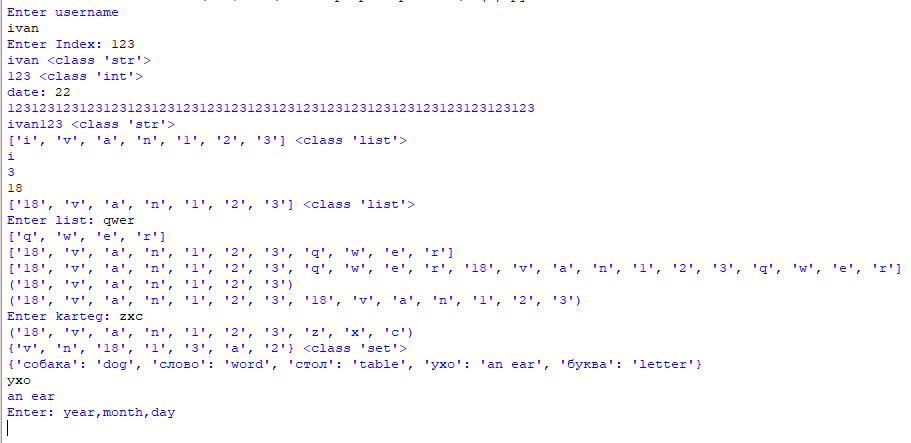 Enter username
ivan
Enter Index: 123
ivan <class 'str'>
123 <class 'int'>
date: 22
123123123123123123123123123123123123123123123123123123123123123123
ivan123 <class 'str'>
['i', 'v', 'a', 'n', '1', '2', '3'] <class 'list'>
i
3
18
['18', 'v', 'a', 'n', '1', '2', '3'] <class 'list'>
Enter list: qwer
['q', 'w', 'e', 'r']
['18', 'v', 'a', 'n', '1', '2', '3', 'q', 'w', 'e', 'r']
['18', 'v', 'a', 'n', '1', '2', '3', 'q', 'w', 'e', 'r', '18', 'v', 'a', 'n', '1', '2', '3', 'q', 'w', 'e', 'r']
('18', 'v', 'a', 'n', '1', '2', '3')
('18', 'v', 'a', 'n', '1', '2', '3', '18', 'v', 'a', 'n', '1', '2', '3')
Enter karteg: zxc
('18', 'v', 'a', 'n', '1', '2', '3', 'z', 'x', 'c')
{'v', 'n', '18', '1', '3', 'a', '2'} <class 'set'>
{'собака': 'dog', 'слово': 'word', 'стол': 'table', 'ухо': 'an ear', 'буква': 'letter'}
ухо
an ear
Enter: year,month,day